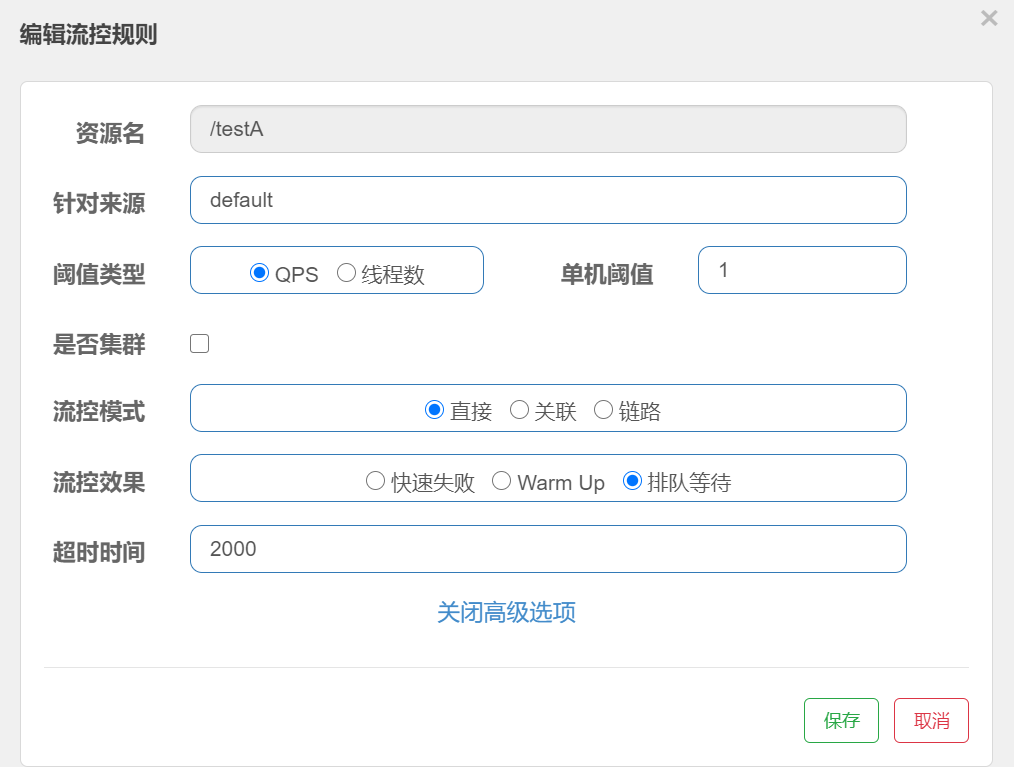 编辑流控规则
×
资源名 /testA
针对来源 default
阈值类型 QPS 线程数 单机阈值 1
是否集群
流控模式 直接 关联 链路
流控效果 快速失败 Warm Up 排队等待
超时时间 2000
关闭高级选项
保存 取消